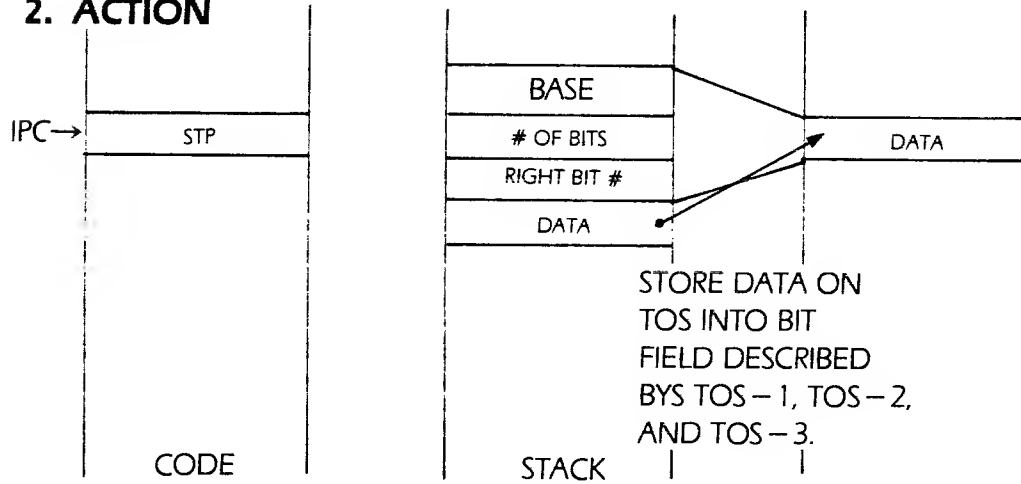 2. ACTION
BASE
IPC→ STP # OF BITS DATA
RIGHT BIT #
DATA
STORE DATA ON
TOS INTO BIT
FIELD DESCRIBED
BYS TOS – 1, TOS – 2,
AND TOS – 3.
CODE STACK